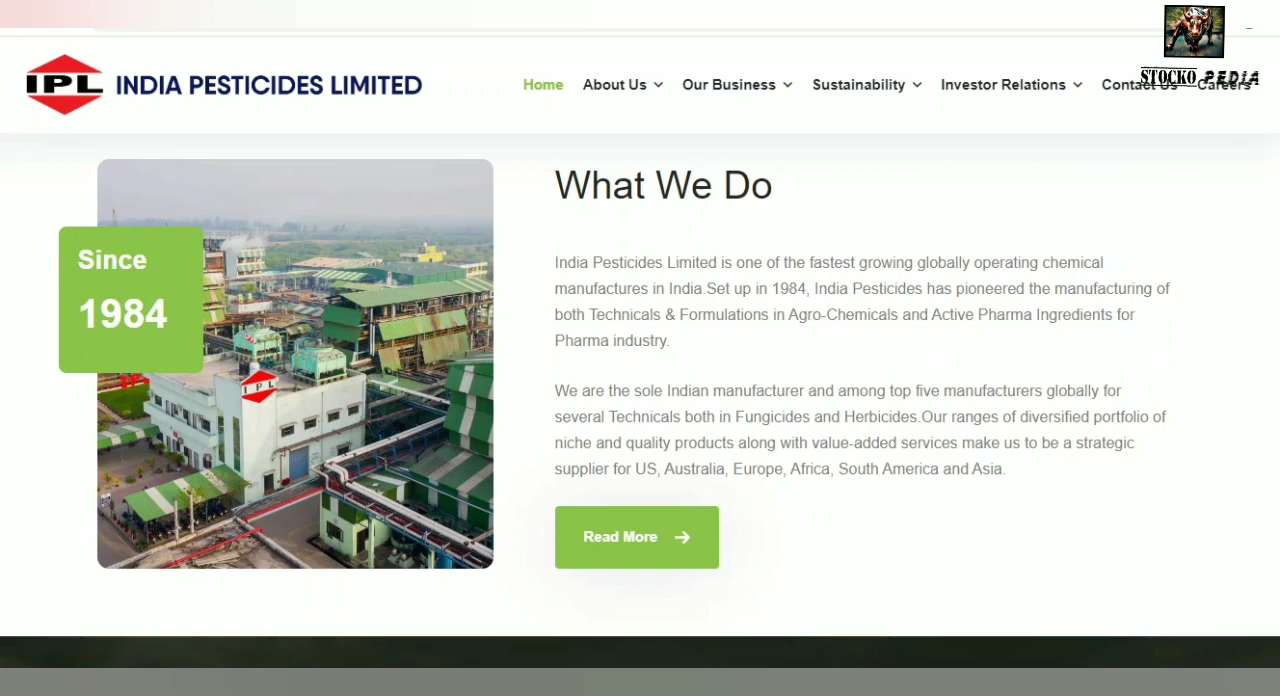 STOCKO PEDIA
IPL INDIA PESTICIDES LIMITED
Home About Us Our Business Sustainability Investor Relations Contact Us Careers
What We Do
Since
1984
India Pesticides Limited is one of the fastest growing globally operating chemical
manufactures in India.Set up in 1984, India Pesticides has pioneered the manufacturing of
both Technicals & Formulations in Agro-Chemicals and Active Pharma Ingredients for
Pharma industry.
We are the sole Indian manufacturer and among top five manufacturers globally for
several Technicals both in Fungicides and Herbicides.Our ranges of diversified portfolio of
niche and quality products along with value-added services make us to be a strategic
supplier for US, Australia, Europe, Africa, South America and Asia.
IPL
Read More